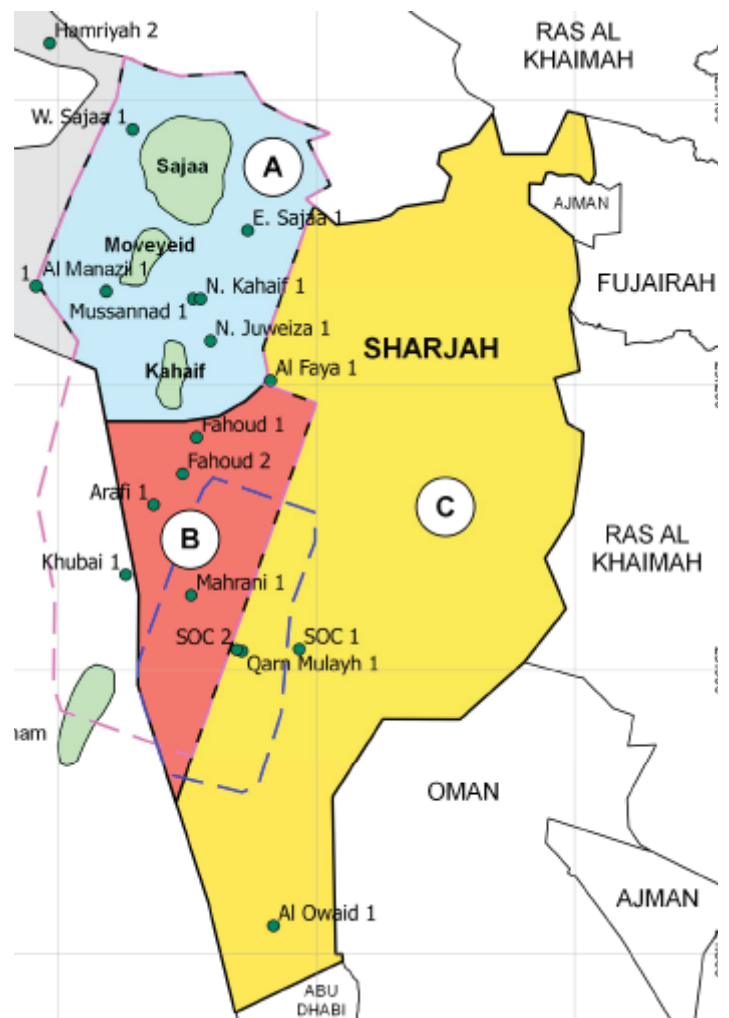 Hamriyah 2
RAS AL
KHAIMAH
W. Sajaa 1
Sajaa
A
AJMAN
E. Sajaa 1
Moveyeid
1
Al Manazil 1
FUJAIRAH
Mussannad 1
N. Kahaif 1
N. Juweiza 1
SHARJAH
Kahaif
Al Faya 1
Fahoud 1
Fahoud 2
Arafi 1
C
B
RAS AL
KHAIMAH
Khubai 1
Mahrani 1
SOC 2
SOC 1
Qarn Mulayh 1
OMAN
AJMAN
Al Owaid 1
ABU
DHABI